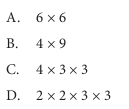 A. 6 × 6
B. 4 × 9
C. 4 × 3 × 3
D. 2 × 2 × 3 × 3